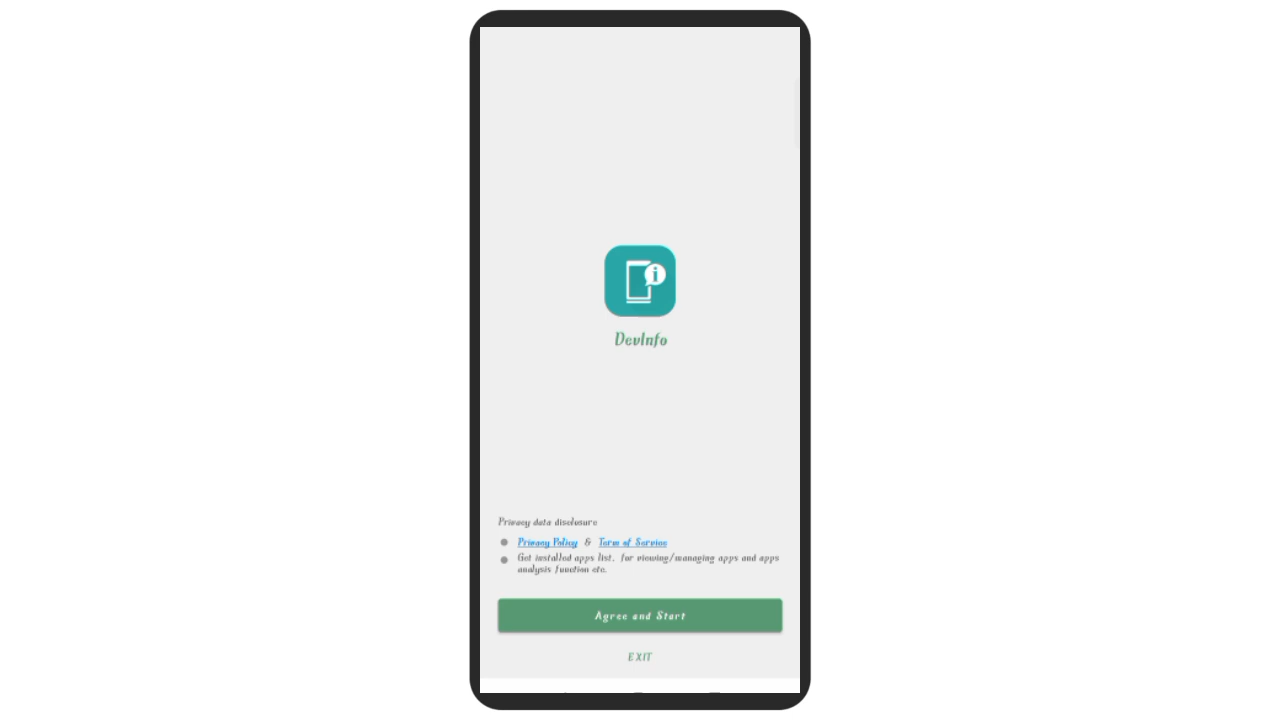 DevInfo
Privacy data disclosure
Privacy Policy & Term of Service
Get installed apps list, for viewing/managing apps and apps
analysis function etc.
Agree and Start
EXIT